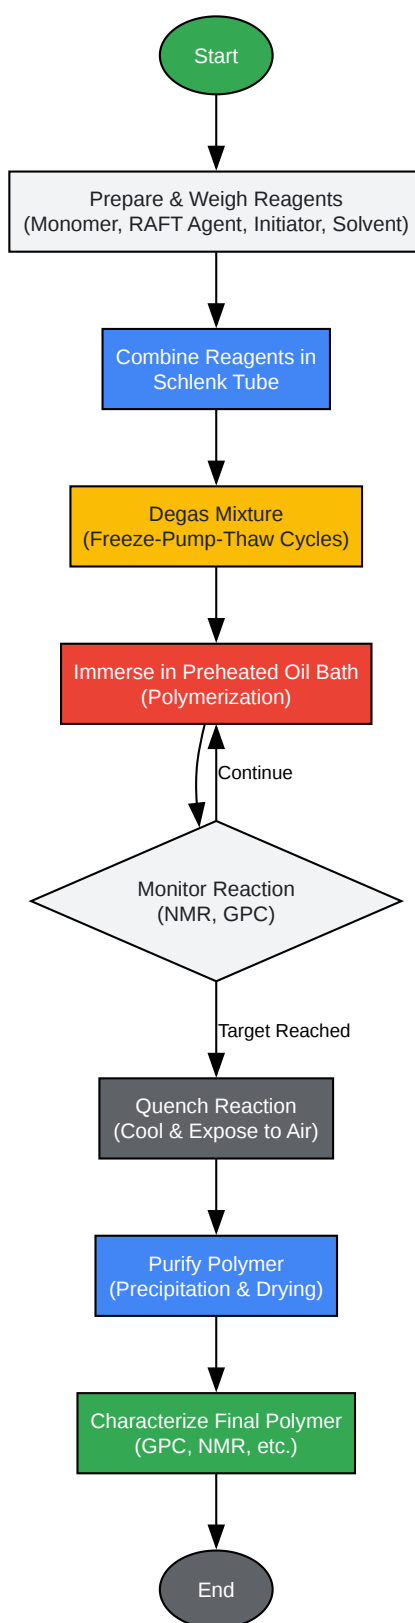 Start
Prepare & Weigh Reagents
(Monomer, RAFT Agent, Initiator, Solvent)
Combine Reagents in
Schlenk Tube
Degas Mixture
(Freeze-Pump-Thaw Cycles)
Immerse in Preheated Oil Bath
(Polymerization)
Continue
Monitor Reaction
(NMR, GPC)
Target Reached
Quench Reaction
(Cool & Expose to Air)
Purify Polymer
(Precipitation & Drying)
Characterize Final Polymer
(GPC, NMR, etc.)
End